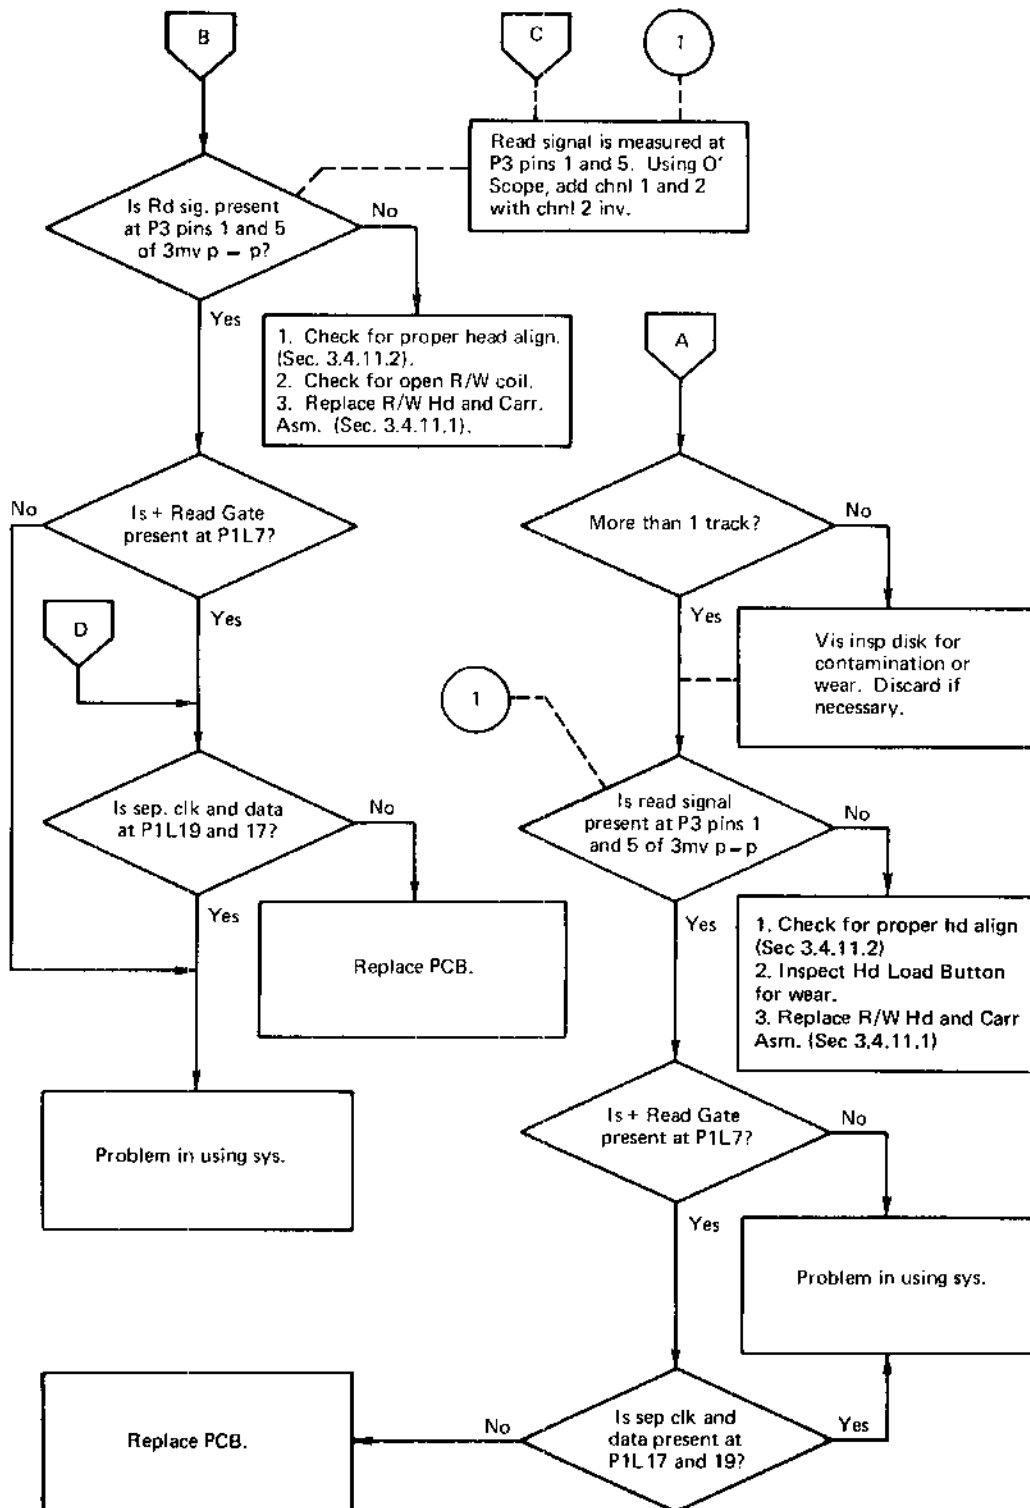 B
C
1
Read signal is measured at
P3 pins 1 and 5. Using O'
Scope, add chnl 1 and 2
with chnl 2 inv.
Is Rd sig. present
at P3 pins 1 and 5
of 3mv p – p?
No
Yes
1. Check for proper head align.
(Sec. 3.4.11.2).
2. Check for open R/W coil.
3. Replace R/W Hd and Carr.
Asm. (Sec. 3.4.11.1).
A
No
Is + Read Gate
present at P1L7?
Yes
More than 1 track?
No
Yes
Vis insp disk for
contamination or
wear. Discard if
necessary.
D
1
Is sep. clk and data
at P1L19 and 17?
No
Yes
Replace PCB.
Is read signal
present at P3 pins 1
and 5 of 3mv p–p
No
Yes
1. Check for proper hd align
(Sec 3.4.11.2)
2. Inspect Hd Load Button
for wear.
3. Replace R/W Hd and Carr
Asm. (Sec 3.4.11.1)
Problem in using sys.
Is + Read Gate
present at P1L7?
No
Yes
Problem in using sys.
Is sep clk and
data present at
P1L17 and 19?
Yes
No
Replace PCB.